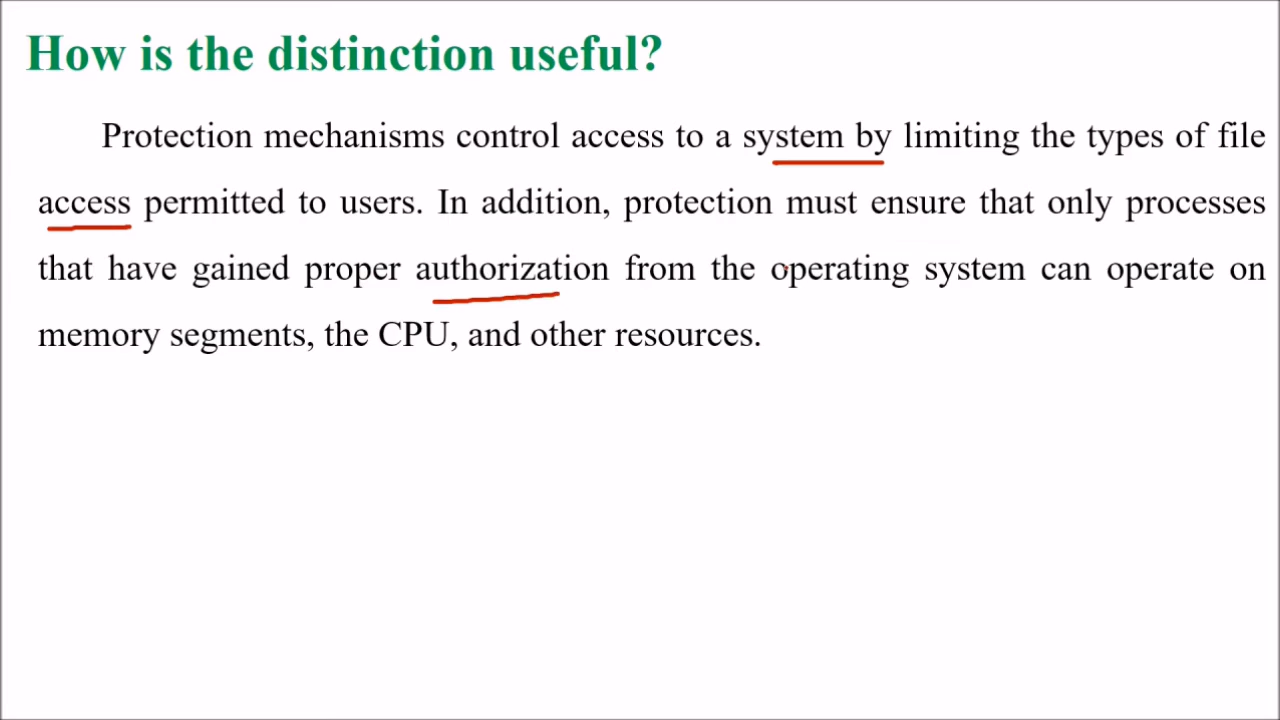 How is the distinction useful?
Protection mechanisms control access to a system by limiting the types of file
access permitted to users. In addition, protection must ensure that only processes
that have gained proper authorization from the operating system can operate on
memory segments, the CPU, and other resources.